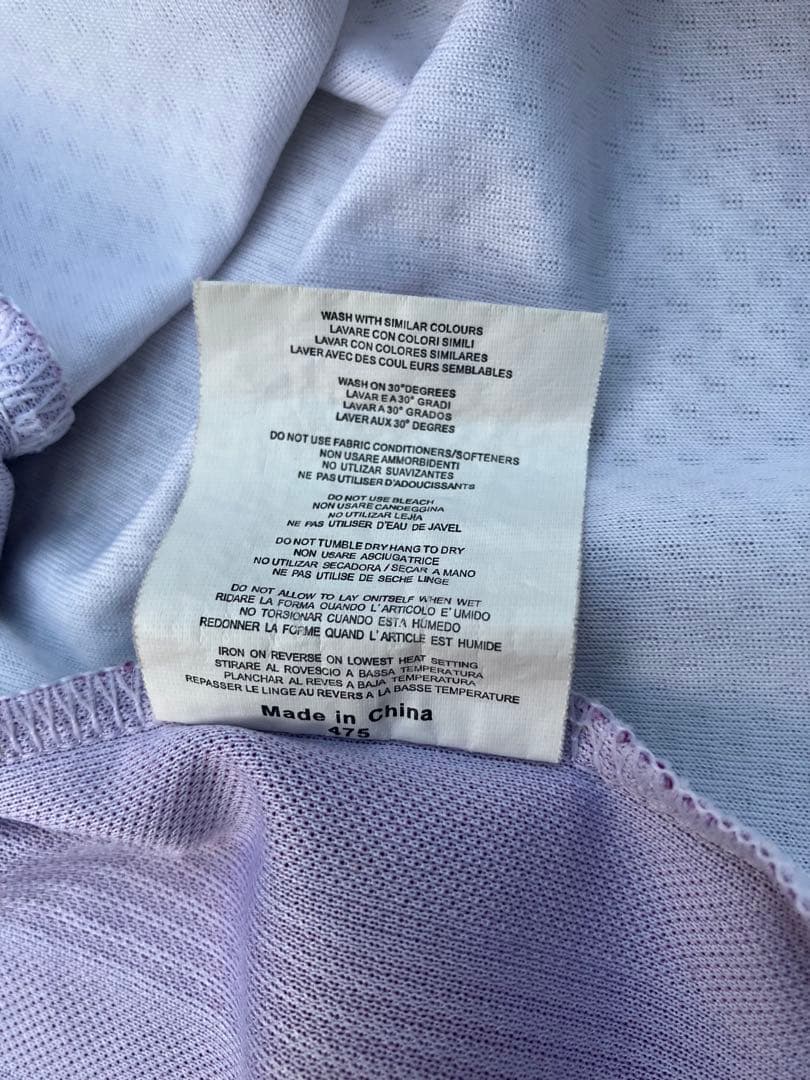 WASH WITH SIMILAR COLOURS
LAVARE CON COLORI SIMILI
LAVAR CON COLORES SIMILARES
LAVER AVEC DES COULEURS SEMBLABLES
WASH ON 30°DEGREES
LAVAR E A 30° GRADI
LAVAR A 30° GRADOS
LAVER AUX 30° DEGRES
DO NOT USE FABRIC CONDITIONERS/SOFTENERS
NON USARE AMMORBIDENTI
NO UTLIZAR SUAVIZANTES
NE PAS UTILISER D'ADOUCISSANTS
DO NOT USE BLEACH
NON USARE CANDEGGINA
NO UTILIZAR LEJIA
NE PAS UTILISER D'EAU DE JAVEL
DO NOT TUMBLE DRY HANG TO DRY
NON USARE ASCIUGATRICE
NO UTILIZAR SECADORA / SECAR A MANO
NE PAS UTILISE DE SECHE LINGE
DO NOT ALLOW TO LAY ONITSELF WHEN WET
RIDARE LA FORMA QUANDO L'ARTICOLO E' UMIDO
NO TORSIONAR CUANDO ESTA HUMEDO
REDONNER LA FORME QUAND L'ARTICLE EST HUMIDE
IRON ON REVERSE ON LOWEST HEAT SETTING
STIRARE AL ROVESCIO A BASSA TEMPERATURA
PLANCHAR AL REVES A BAJA TEMPERATURA
REPASSER LE LINGE AU REVERS A LA BASSE TEMPERATURE
Made in China
475